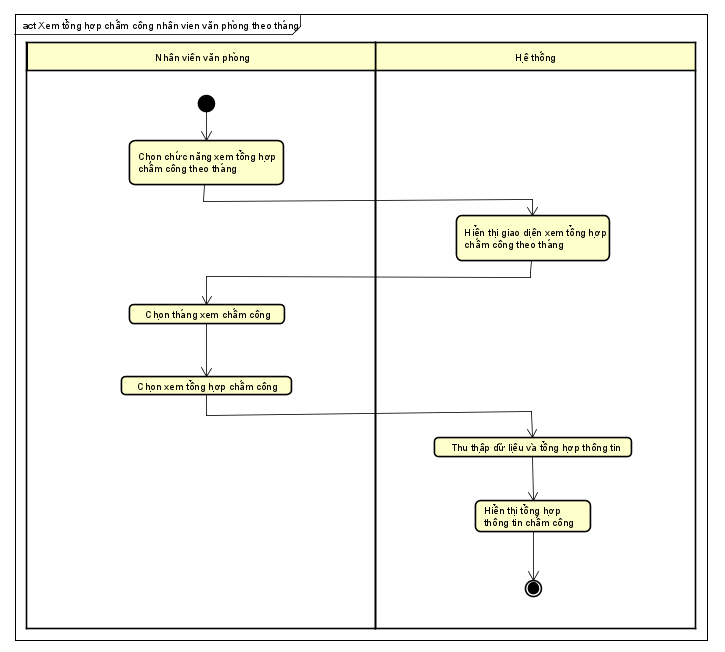 act Xem tổng hợp chấm công nhân vien văn phòng theo tháng
Nhân viên văn phòng
Hệ thống
Chọn chức năng xem tổng hợp
chấm công theo tháng
Hiển thị giao diện xem tổng hợp
chấm công theo tháng
Chọn tháng xem chấm công
Chọn xem tổng hợp chấm công
Thu thập dữ liệu và tổng hợp thông tin
Hiển thị tổng hợp
thông tin chấm công